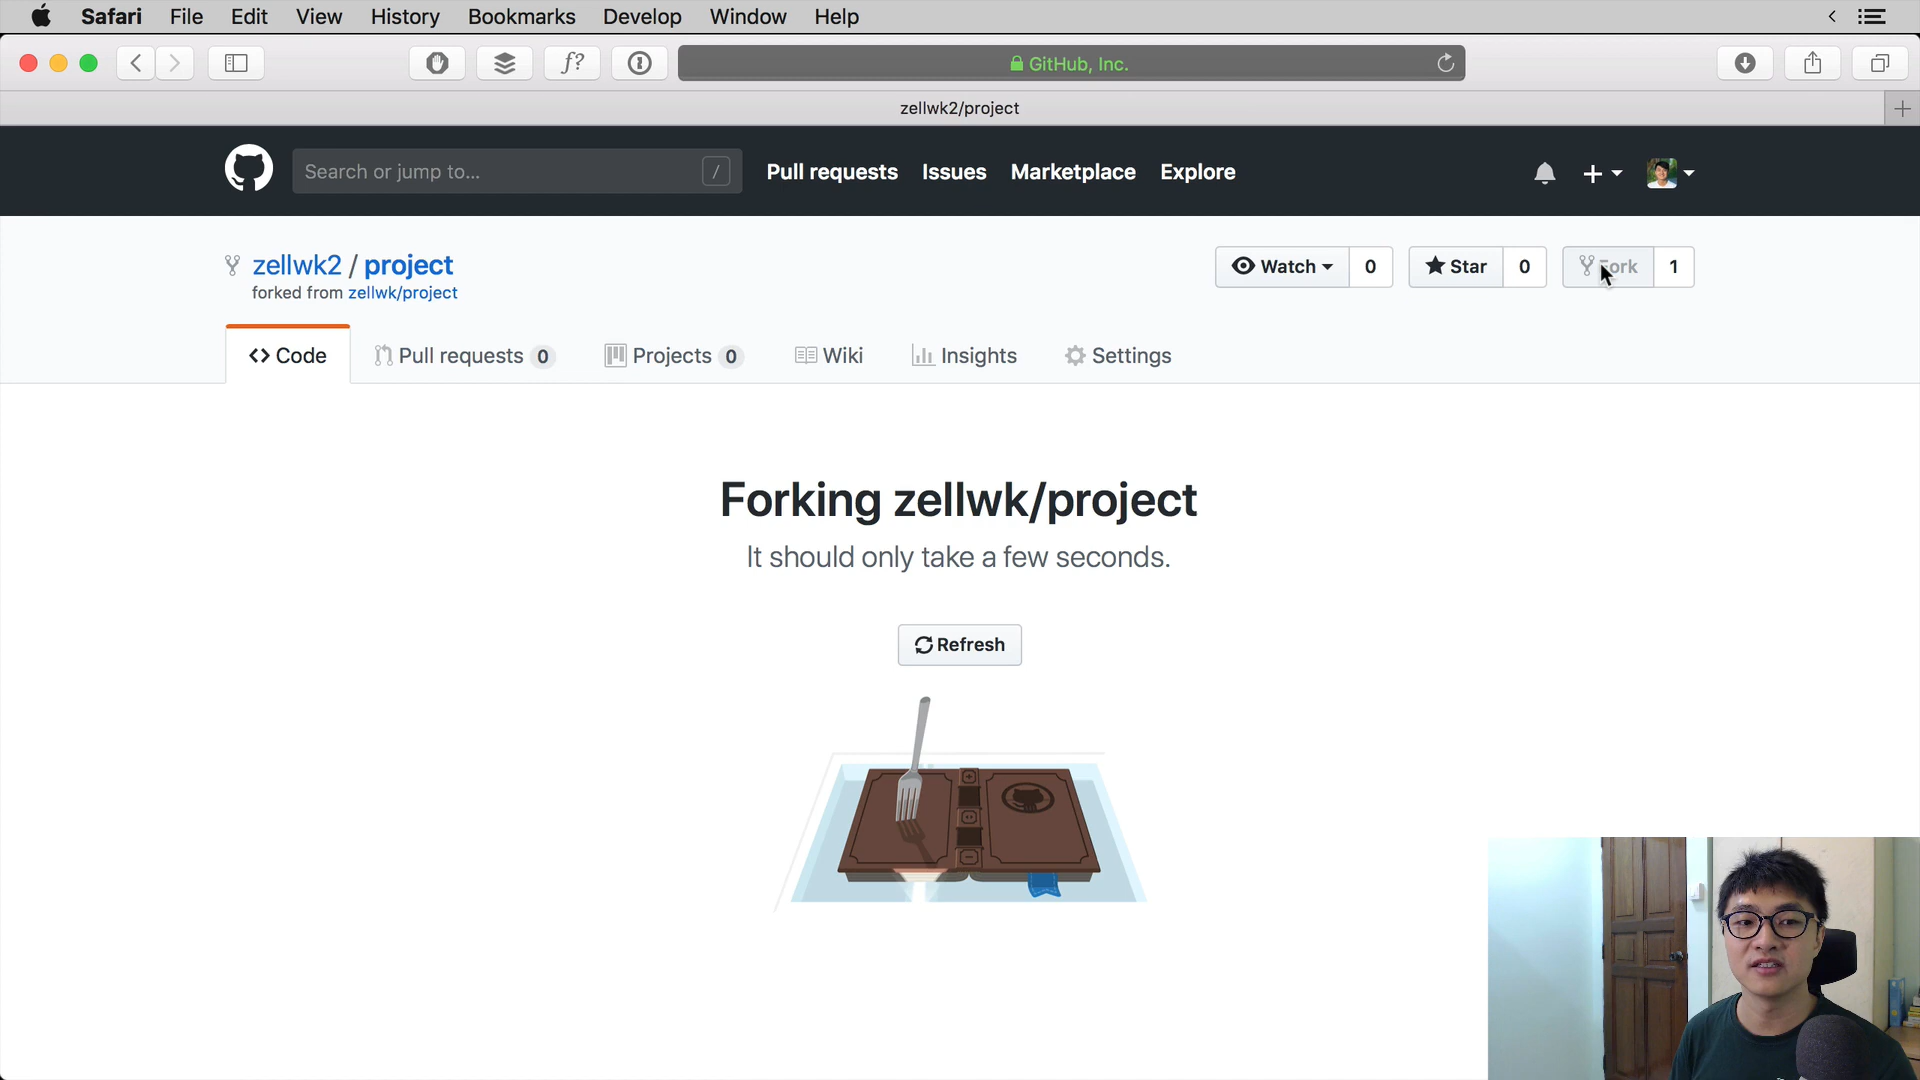 Safari File Edit View History Bookmarks Develop Window Help
f? GitHub, Inc.
zellwk2/project
Search or jump to... / Pull requests Issues Marketplace Explore
zellwk2 / project Watch 0 Star 0 Fork 1
forked from zellwk/project
Code Pull requests 0 Projects 0 Wiki Insights Settings
Forking zellwk/project
It should only take a few seconds.
Refresh